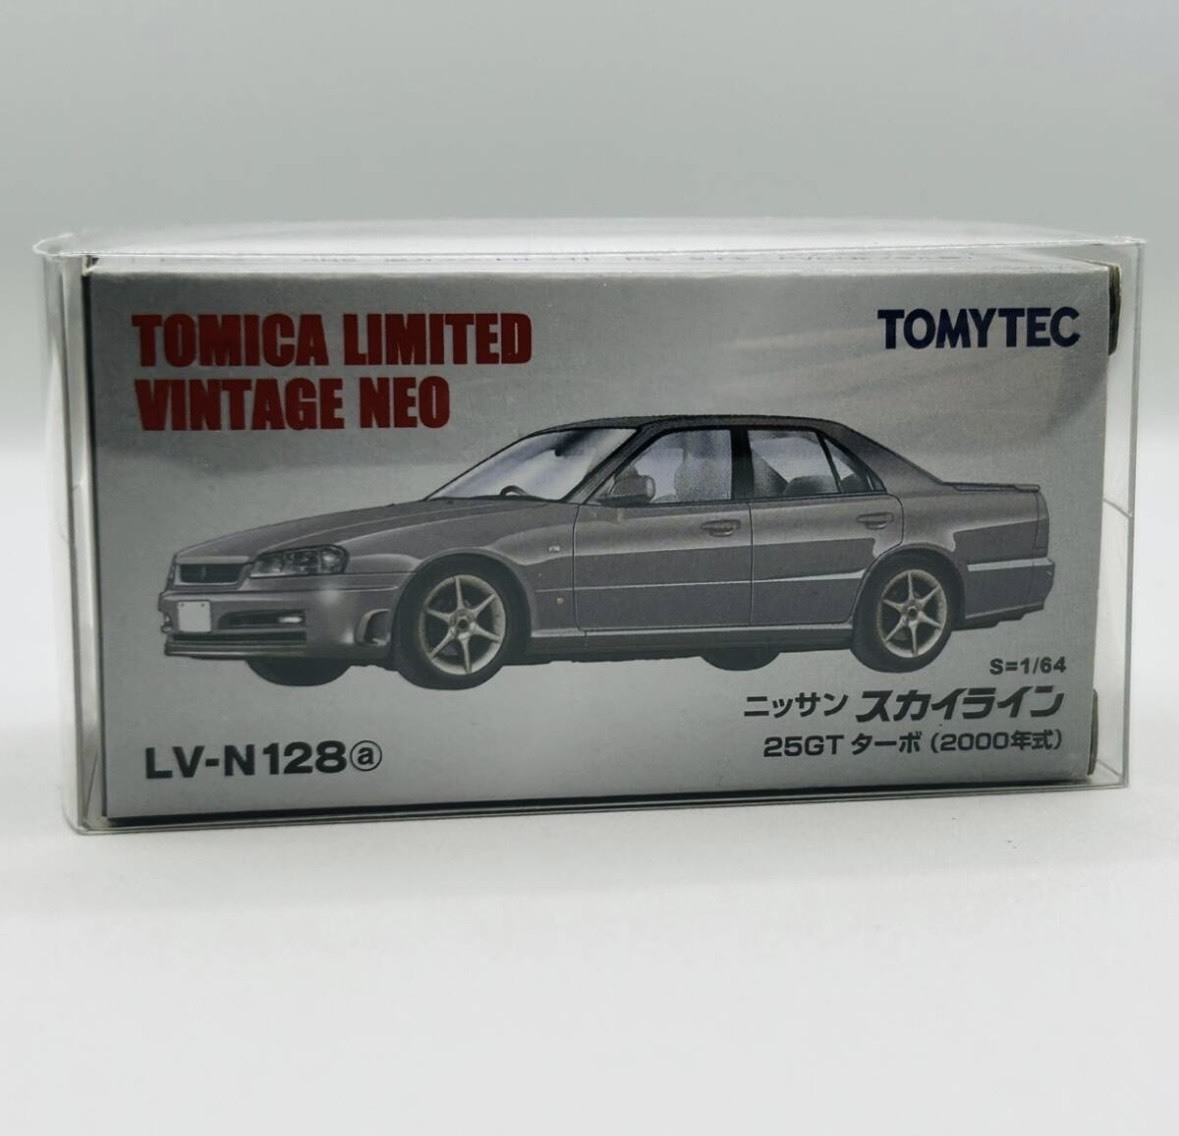 TOMICA LIMITED
VINTAGE NEO
TOMYTEC
S=1/64
ニッサン スカイライン
25GT ターボ (2000年式)
LV-N128ⓐ